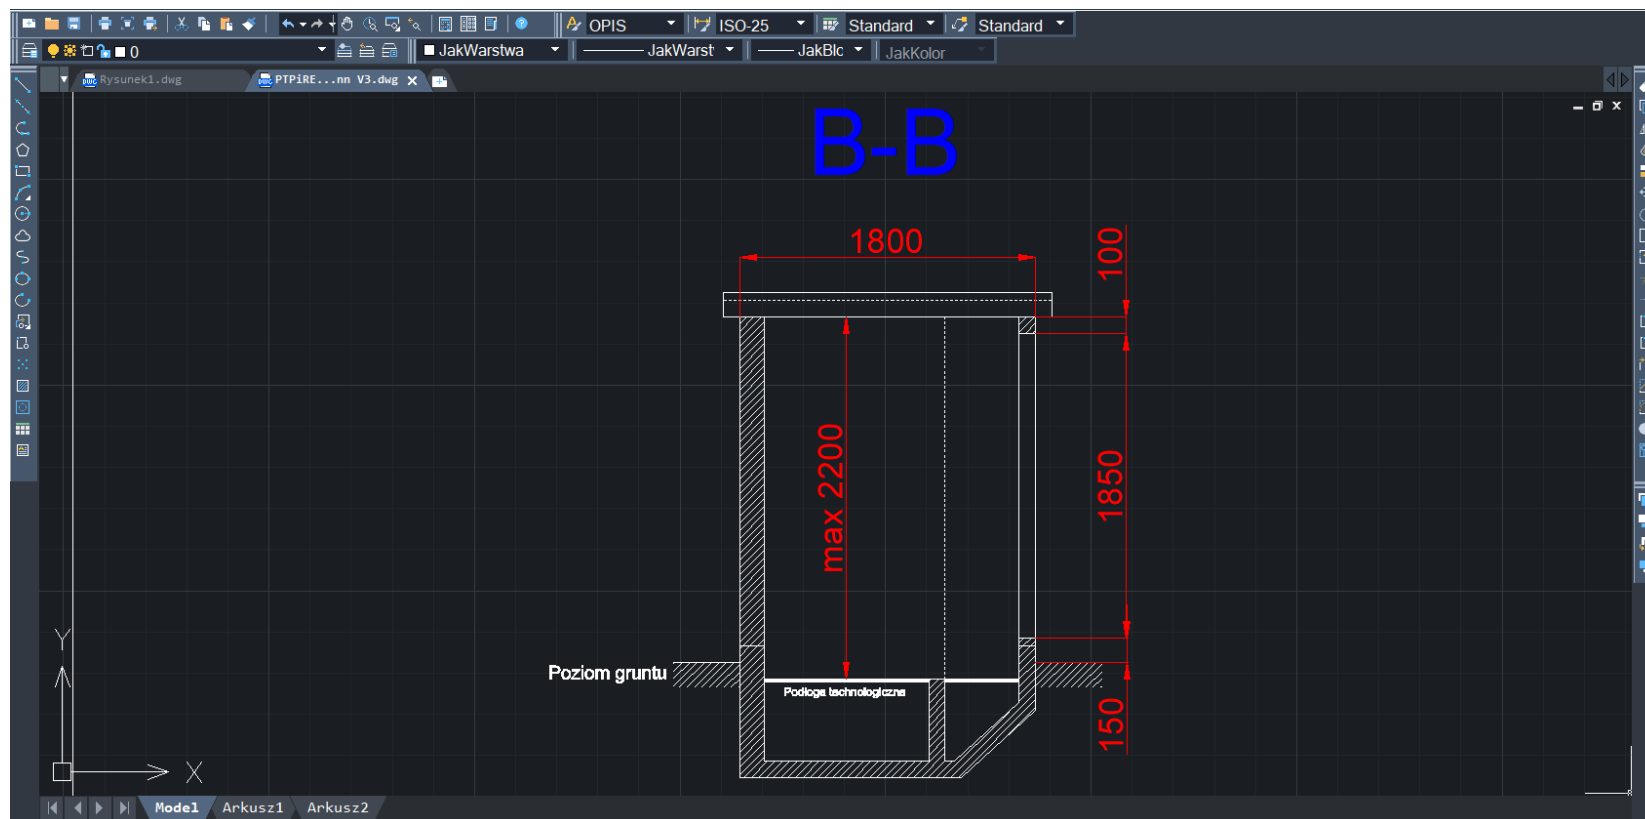 OPIS
ISO-25
Standard
Standard
0
JakWarstwa
JakWarst
JakBlc
JakKolor
Rysunek1.dwg
PTPiRE...nn V3.dwg
B-B
1800
100
max 2200
1850
Poziom gruntu
Podłoga technologiczna
150
Y
X
Model
Arkusz1
Arkusz2